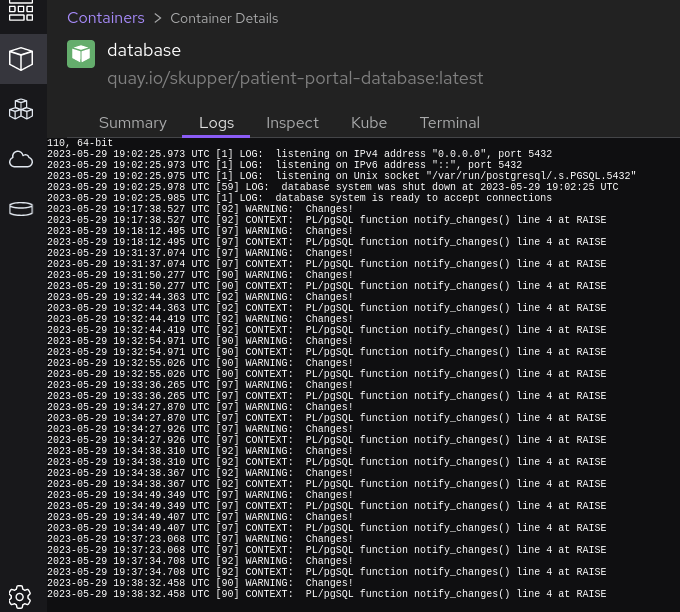 Containers > Container Details
database
quay.io/skupper/patient-portal-database:latest
Summary Logs Inspect Kube Terminal
110, 64-bit
2023-05-29 19:02:25.973 UTC [1] LOG:  listening on IPv4 address "0.0.0.0", port 5432
2023-05-29 19:02:25.973 UTC [1] LOG:  listening on IPv6 address "::", port 5432
2023-05-29 19:02:25.975 UTC [1] LOG:  listening on Unix socket "/var/run/postgresql/.s.PGSQL.5432"
2023-05-29 19:02:25.978 UTC [59] LOG:  database system was shut down at 2023-05-29 19:02:25 UTC
2023-05-29 19:02:25.985 UTC [1] LOG:  database system is ready to accept connections
2023-05-29 19:17:38.527 UTC [92] WARNING:  Changes!
2023-05-29 19:17:38.527 UTC [92] CONTEXT:  PL/pgSQL function notify_changes() line 4 at RAISE
2023-05-29 19:18:12.495 UTC [97] WARNING:  Changes!
2023-05-29 19:18:12.495 UTC [97] CONTEXT:  PL/pgSQL function notify_changes() line 4 at RAISE
2023-05-29 19:31:37.074 UTC [97] WARNING:  Changes!
2023-05-29 19:31:37.074 UTC [97] CONTEXT:  PL/pgSQL function notify_changes() line 4 at RAISE
2023-05-29 19:31:50.277 UTC [90] WARNING:  Changes!
2023-05-29 19:31:50.277 UTC [90] CONTEXT:  PL/pgSQL function notify_changes() line 4 at RAISE
2023-05-29 19:32:44.363 UTC [92] WARNING:  Changes!
2023-05-29 19:32:44.363 UTC [92] CONTEXT:  PL/pgSQL function notify_changes() line 4 at RAISE
2023-05-29 19:32:44.419 UTC [92] WARNING:  Changes!
2023-05-29 19:32:44.419 UTC [92] CONTEXT:  PL/pgSQL function notify_changes() line 4 at RAISE
2023-05-29 19:32:54.971 UTC [90] WARNING:  Changes!
2023-05-29 19:32:54.971 UTC [90] CONTEXT:  PL/pgSQL function notify_changes() line 4 at RAISE
2023-05-29 19:32:55.026 UTC [90] WARNING:  Changes!
2023-05-29 19:32:55.026 UTC [90] CONTEXT:  PL/pgSQL function notify_changes() line 4 at RAISE
2023-05-29 19:33:36.265 UTC [97] WARNING:  Changes!
2023-05-29 19:33:36.265 UTC [97] CONTEXT:  PL/pgSQL function notify_changes() line 4 at RAISE
2023-05-29 19:34:27.870 UTC [97] WARNING:  Changes!
2023-05-29 19:34:27.870 UTC [97] CONTEXT:  PL/pgSQL function notify_changes() line 4 at RAISE
2023-05-29 19:34:27.926 UTC [97] WARNING:  Changes!
2023-05-29 19:34:27.926 UTC [97] CONTEXT:  PL/pgSQL function notify_changes() line 4 at RAISE
2023-05-29 19:34:38.310 UTC [92] WARNING:  Changes!
2023-05-29 19:34:38.310 UTC [92] CONTEXT:  PL/pgSQL function notify_changes() line 4 at RAISE
2023-05-29 19:34:38.367 UTC [92] WARNING:  Changes!
2023-05-29 19:34:38.367 UTC [92] CONTEXT:  PL/pgSQL function notify_changes() line 4 at RAISE
2023-05-29 19:34:49.349 UTC [97] WARNING:  Changes!
2023-05-29 19:34:49.349 UTC [97] CONTEXT:  PL/pgSQL function notify_changes() line 4 at RAISE
2023-05-29 19:34:49.407 UTC [97] WARNING:  Changes!
2023-05-29 19:34:49.407 UTC [97] CONTEXT:  PL/pgSQL function notify_changes() line 4 at RAISE
2023-05-29 19:37:23.068 UTC [97] WARNING:  Changes!
2023-05-29 19:37:23.068 UTC [97] CONTEXT:  PL/pgSQL function notify_changes() line 4 at RAISE
2023-05-29 19:37:34.708 UTC [92] WARNING:  Changes!
2023-05-29 19:37:34.708 UTC [92] CONTEXT:  PL/pgSQL function notify_changes() line 4 at RAISE
2023-05-29 19:38:32.458 UTC [90] WARNING:  Changes!
2023-05-29 19:38:32.458 UTC [90] CONTEXT:  PL/pgSQL function notify_changes() line 4 at RAISE